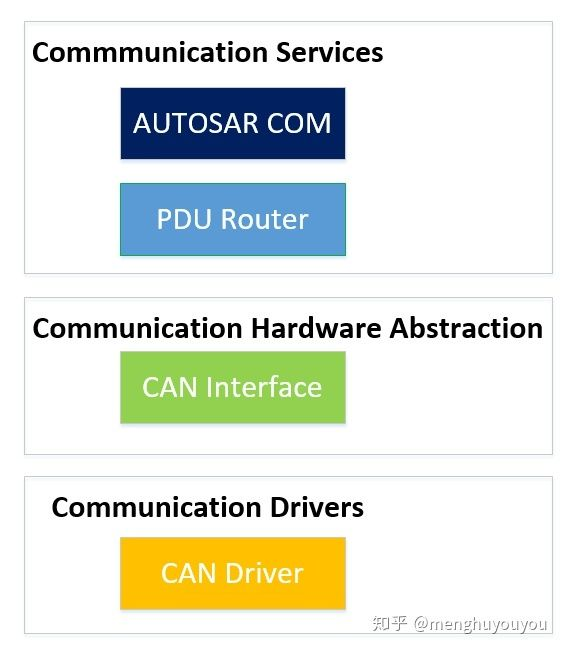 Commmunication Services
AUTOSAR COM
PDU Router
Communication Hardware Abstraction
CAN Interface
Communication Drivers
CAN Driver
知乎 @menghuyouyou